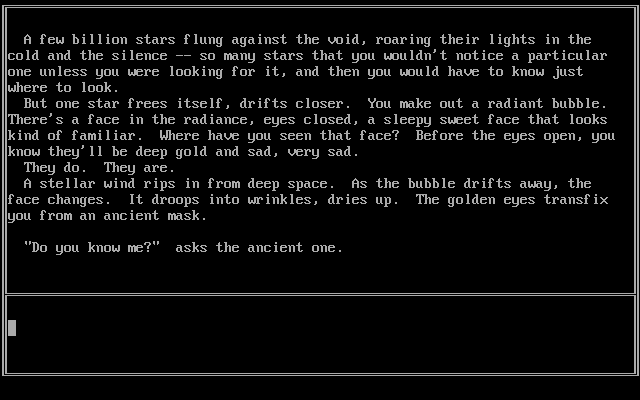 A few billion stars flung against the void, roaring their lights in the
cold and the silence -- so many stars that you wouldn't notice a particular
one unless you were looking for it, and then you would have to know just
where to look.
But one star frees itself, drifts closer.  You make out a radiant bubble.
There's a face in the radiance, eyes closed, a sleepy sweet face that looks
kind of familiar.  Where have you seen that face?  Before the eyes open, you
know they'll be deep gold and sad, very sad.
They do.  They are.
A stellar wind rips in from deep space.  As the bubble drifts away, the
face changes.  It droops into wrinkles, dries up.  The golden eyes transfix
you from an ancient mask.
"Do you know me?"  asks the ancient one.